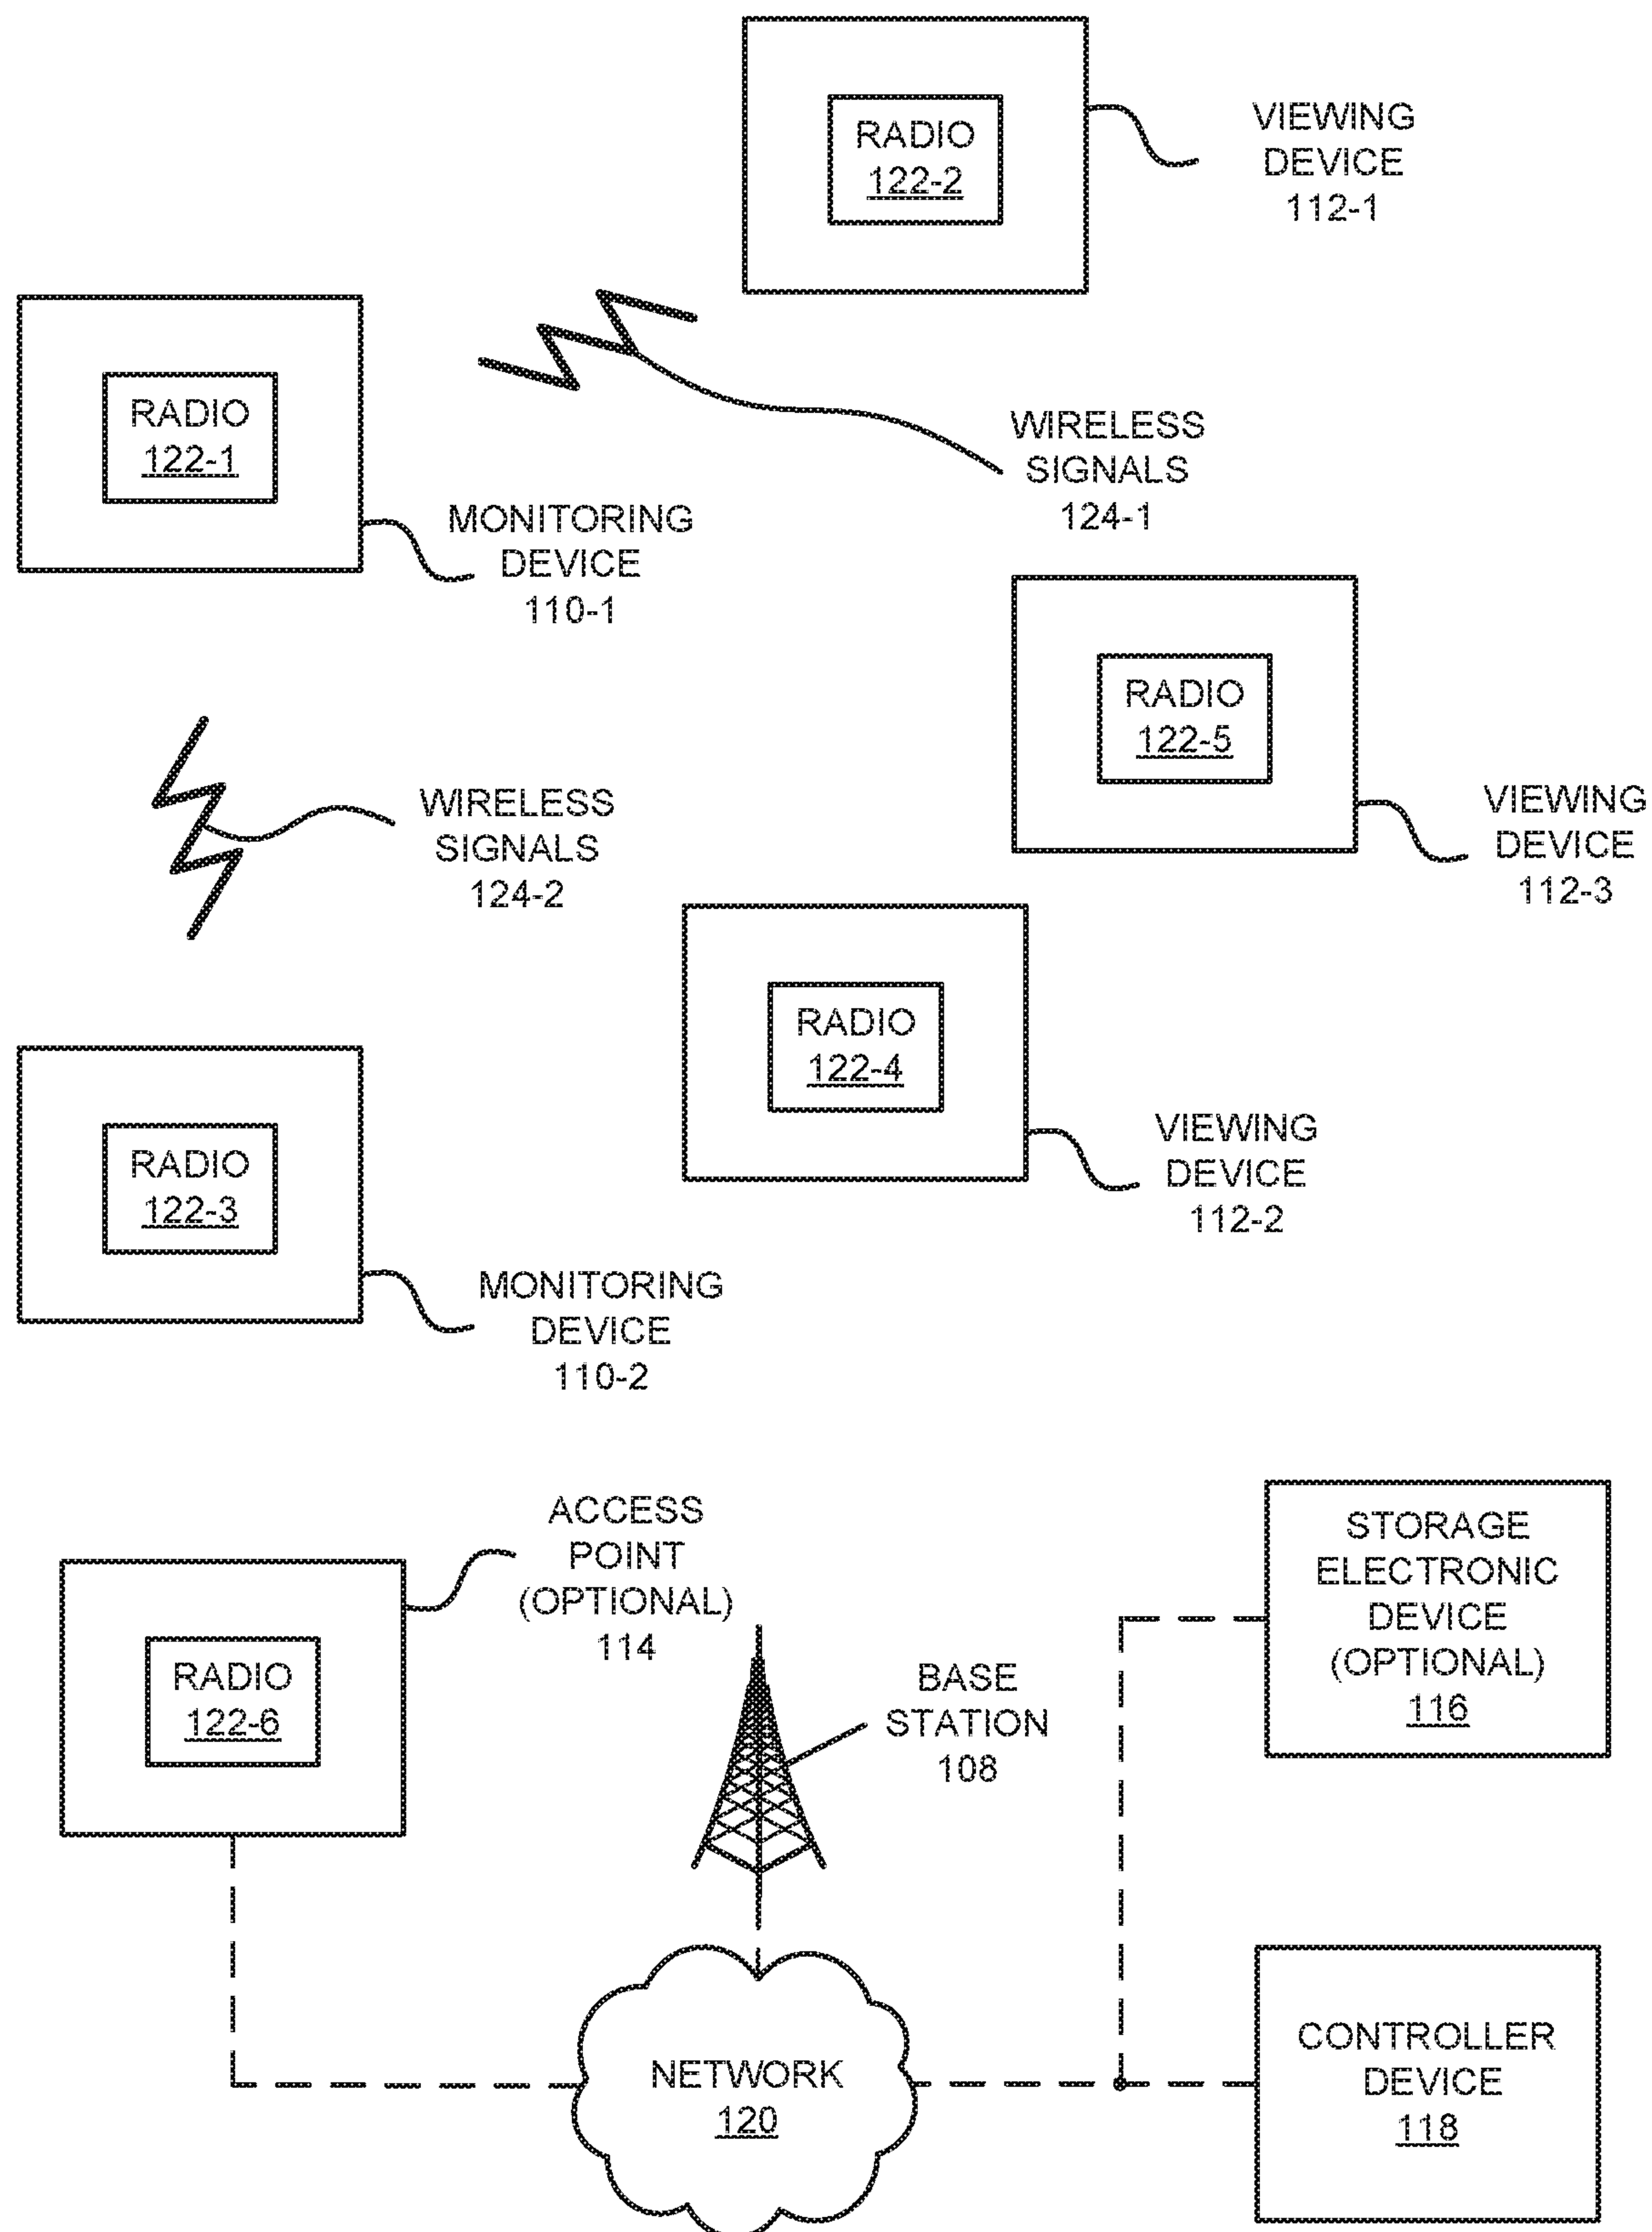 RADIO
122-2
VIEWING
DEVICE
112-1
RADIO
122-1
MONITORING
DEVICE
110-1
WIRELESS
SIGNALS
124-1
RADIO
122-5
VIEWING
DEVICE
112-3
WIRELESS
SIGNALS
124-2
RADIO
122-4
VIEWING
DEVICE
112-2
RADIO
122-3
MONITORING
DEVICE
110-2
ACCESS
POINT
(OPTIONAL)
114
RADIO
122-6
BASE
STATION
108
STORAGE
ELECTRONIC
DEVICE
(OPTIONAL)
116
NETWORK
120
CONTROLLER
DEVICE
118